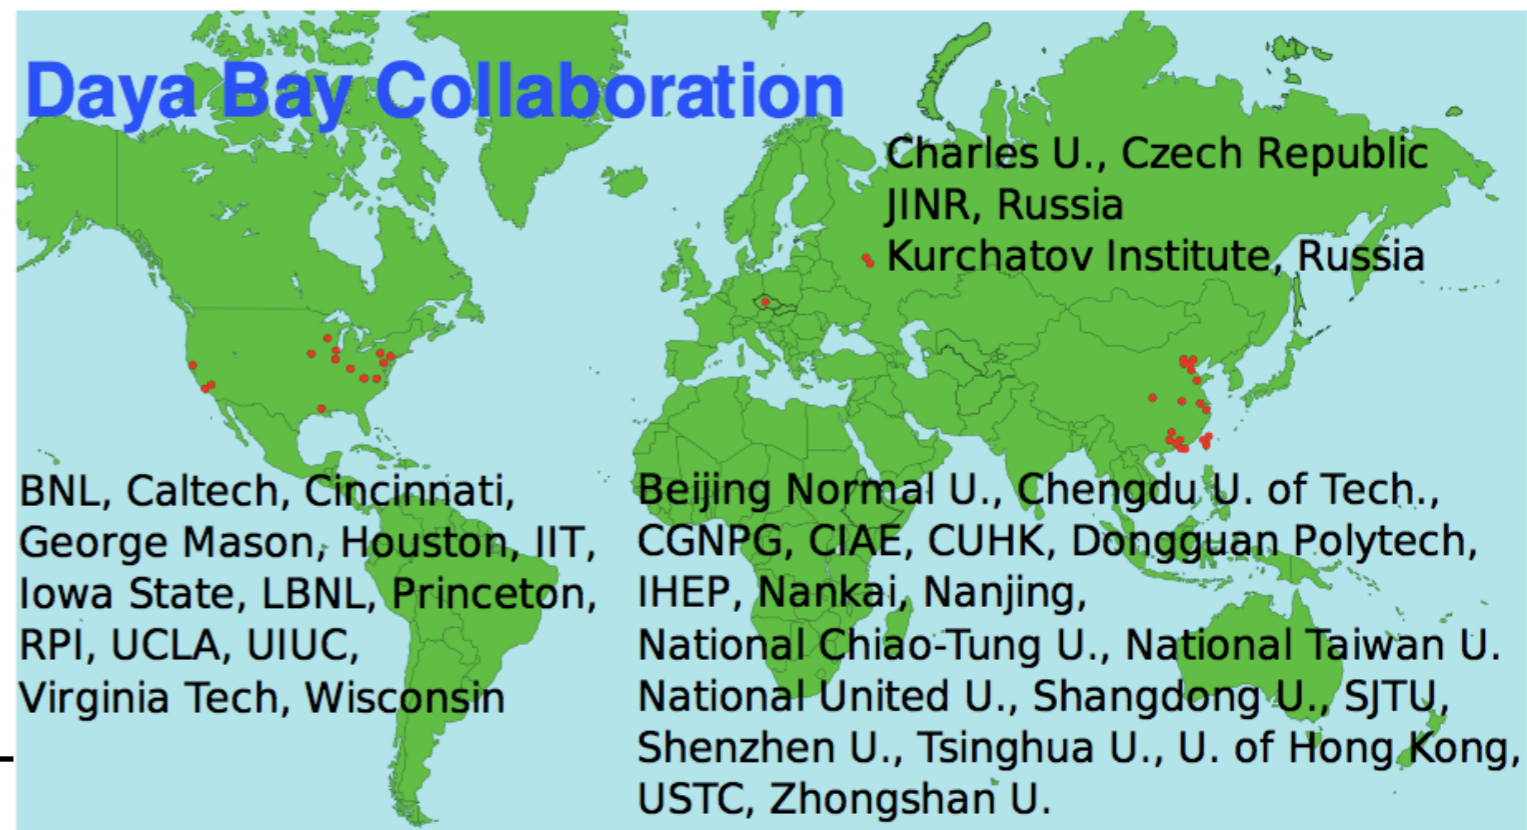 Daya Bay Collaboration
Charles U., Czech Republic
JINR, Russia
Kurchatov Institute, Russia
BNL, Caltech, Cincinnati,
George Mason, Houston, IIT,
Iowa State, LBNL, Princeton,
RPI, UCLA, UIUC,
Virginia Tech, Wisconsin
Beijing Normal U., Chengdu U. of Tech.,
CGNPG, CIAE, CUHK, Dongguan Polytech,
IHEP, Nankai, Nanjing,
National Chiao-Tung U., National Taiwan U.
National United U., Shangdong U., SJTU,
Shenzhen U., Tsinghua U., U. of Hong Kong,
USTC, Zhongshan U.